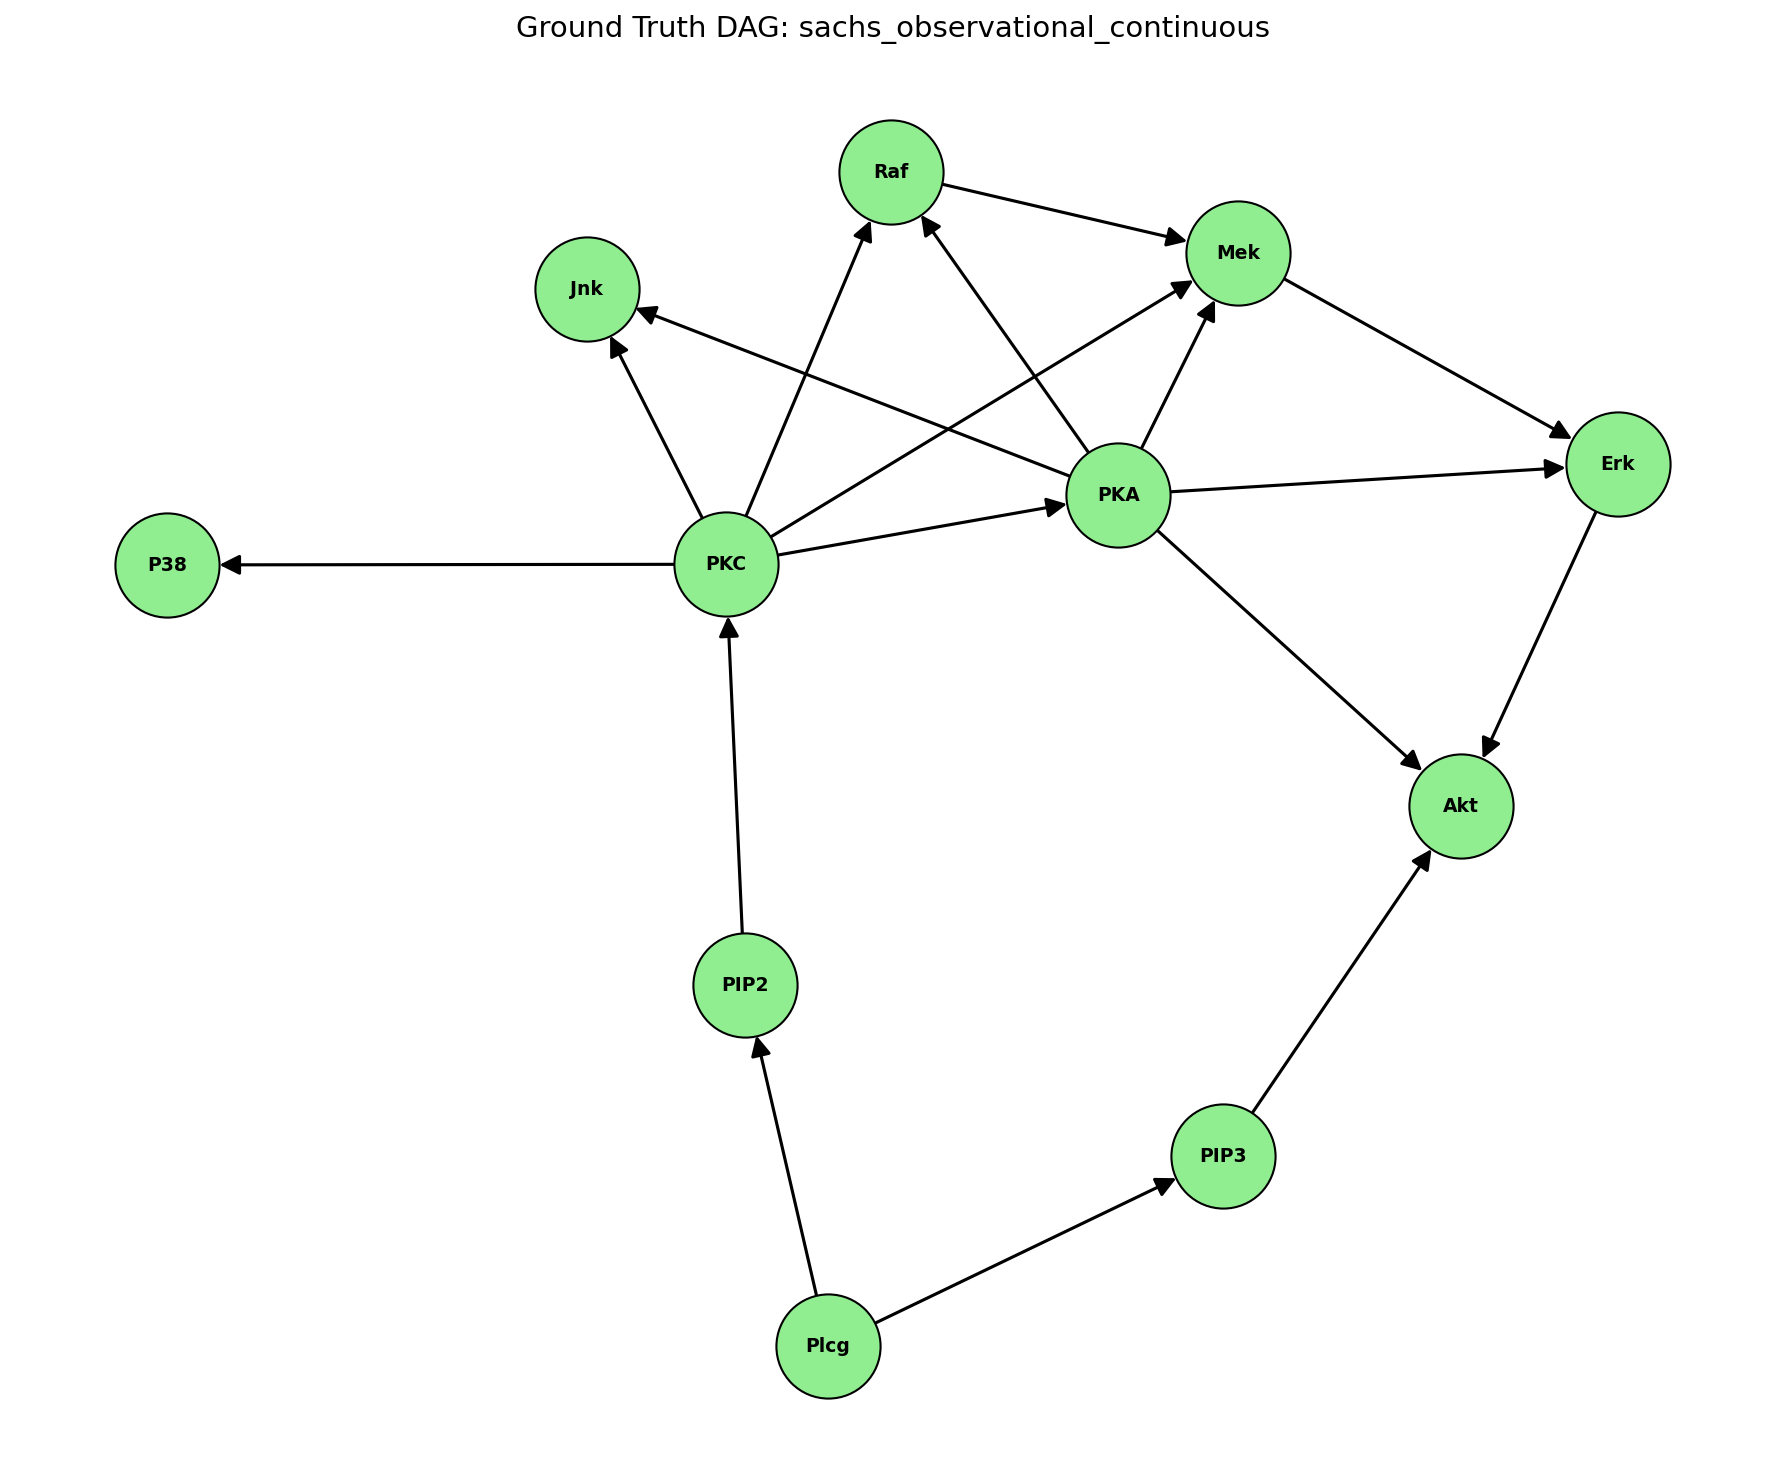 Ground Truth DAG: sachs_observational_continuous
Raf
Mek
Jnk
Erk
PKA
PKC
P38
Akt
PIP2
PIP3
Plcg